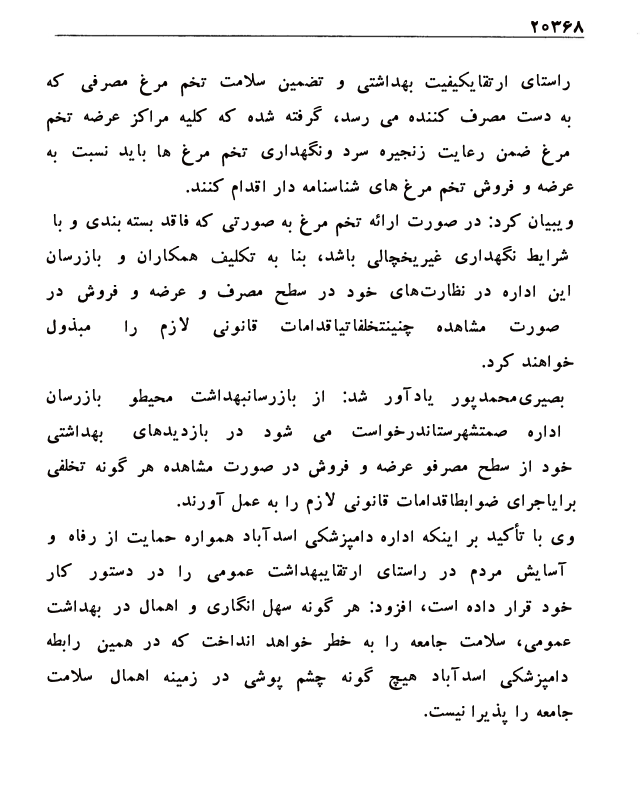 ۲۰۳۶۸
راستای ارتقایکیفیت بهداشتی و تضمین سلامت تخم مرغ مصرفی که
به دست مصرف کننده می رسد، گرفته شده که کلیه مراکز عرضه تخم
مرغ ضمن رعایت زنجیره سرد ونگهداری تخم مرغ ها باید نسبت به
عرضه و فروش تخم مرغ های شناسنامه دار اقدام کنند.
ویبیان کرد: در صورت ارائه تخم مرغ به صورتی که فاقد بسته بندی و با
شرایط نگهداری غیریخچالی باشد، بنا به تکلیف همکاران و بازرسان
این اداره در نظارت‌های خود در سطح مصرف و عرضه و فروش در
صورت مشاهده چنینتخلفاتیاقدامات قانونی لازم را مبذول
خواهند کرد.
بصیری‌محمدپور یادآور شد: از بازرسانبهداشت محیطو بازرسان
اداره صمتشهرستاندرخواست می شود در بازدیدهای بهداشتی
خود از سطح مصرفو عرضه و فروش در صورت مشاهده هر گونه تخلفی
برایاجرای ضوابطاقدامات قانونی لازم را به عمل آورند.
وی با تأکید بر اینکه اداره دامپزشکی اسدآباد همواره حمایت از رفاه و
آسایش مردم در راستای ارتقایبهداشت عمومی را در دستور کار
خود قرار داده است، افزود: هر گونه سهل انگاری و اهمال در بهداشت
عمومی، سلامت جامعه را به خطر خواهد انداخت که در همین رابطه
دامپزشکی اسدآباد هیچ گونه چشم پوشی در زمینه اهمال سلامت
جامعه را پذیرا نیست.